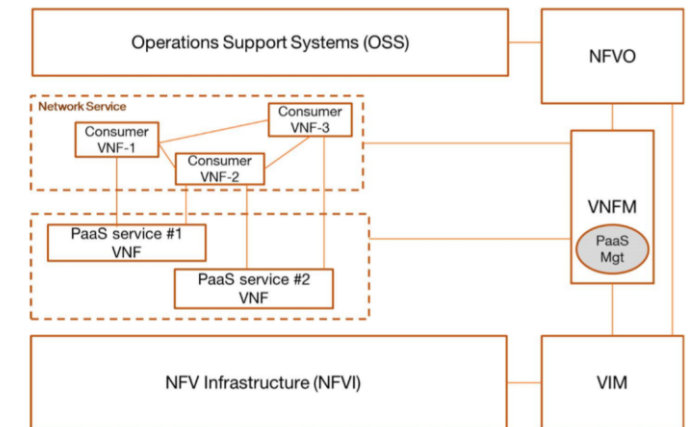 Operations Support Systems (OSS)
NFVO
Network Service
Consumer
VNF-3
Consumer
VNF-1
Consumer
VNF-2
VNFM
PaaS
Mgt
PaaS service #1
VNF
PaaS service #2
VNF
NFV Infrastructure (NFVI)
VIM